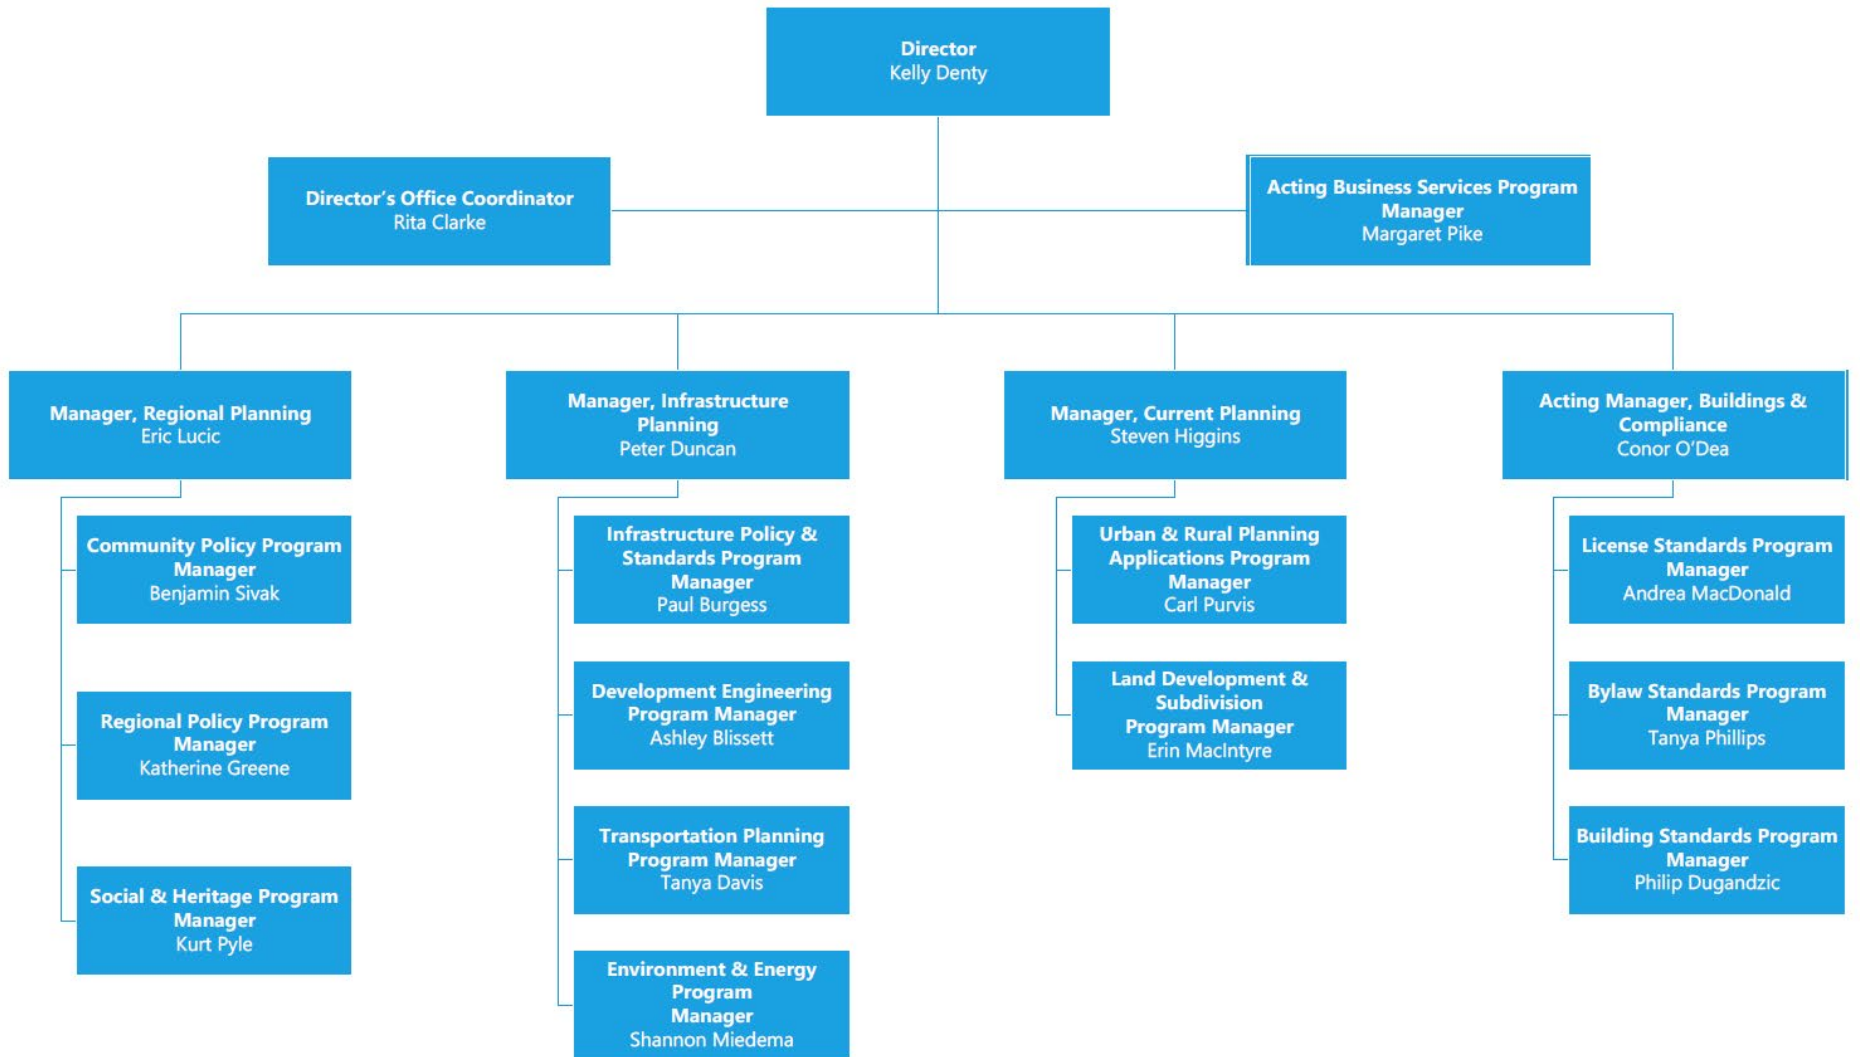 Director
Kelly Denty
Director's Office Coordinator
Rita Clarke
Acting Business Services Program
Manager
Margaret Pike
Manager, Regional Planning
Eric Lucic
Manager, Infrastructure
Planning
Peter Duncan
Manager, Current Planning
Steven Higgins
Acting Manager, Buildings &
Compliance
Conor O'Dea
Community Policy Program
Manager
Benjamin Sivak
Regional Policy Program
Manager
Katherine Greene
Social & Heritage Program
Manager
Kurt Pyle
Infrastructure Policy &
Standards Program
Manager
Paul Burgess
Development Engineering
Program Manager
Ashley Blissett
Transportation Planning
Program Manager
Tanya Davis
Environment & Energy
Program
Manager
Shannon Miedema
Urban & Rural Planning
Applications Program
Manager
Carl Purvis
Land Development &
Subdivision
Program Manager
Erin MacIntyre
License Standards Program
Manager
Andrea MacDonald
Bylaw Standards Program
Manager
Tanya Phillips
Building Standards Program
Manager
Philip Dugandzic